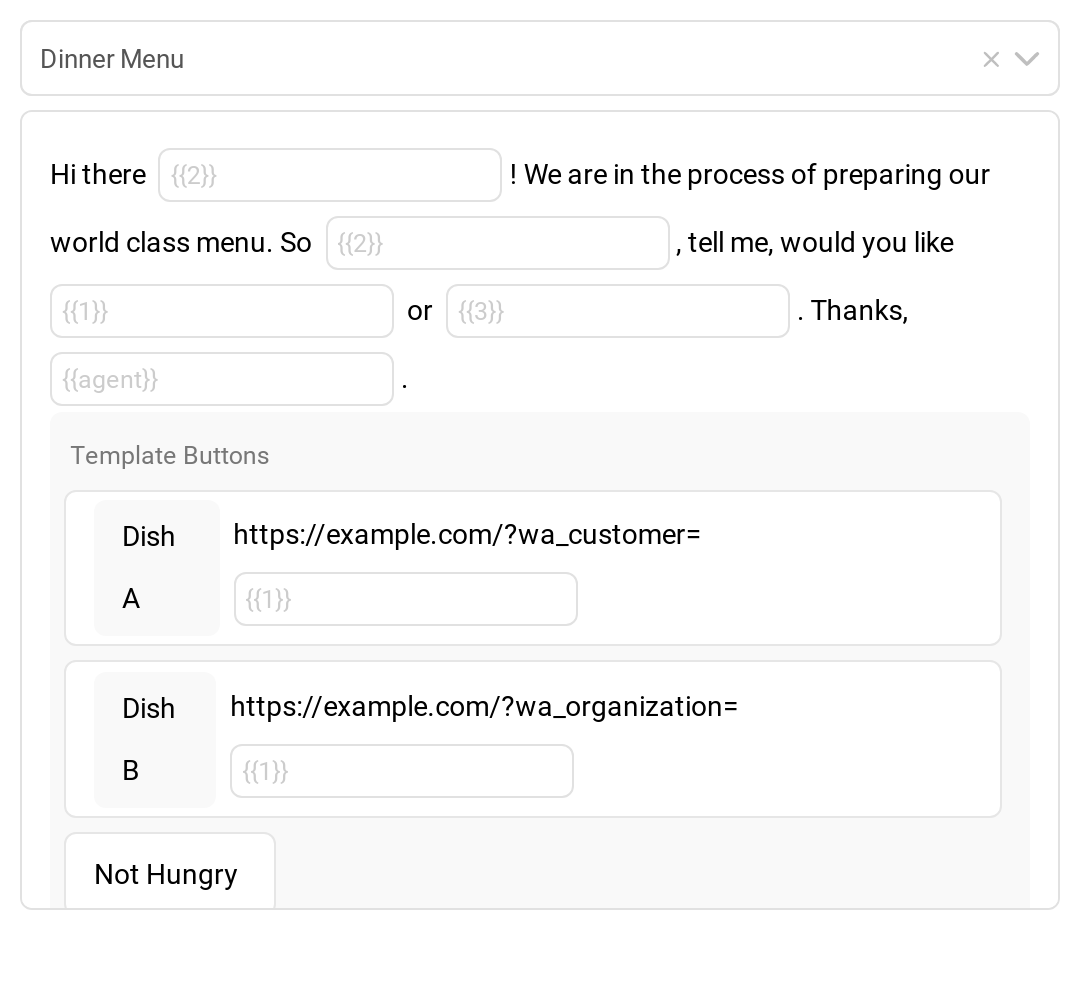 Dinner Menu
Hi there {{2}} ! We are in the process of preparing our
world class menu. So {{2}} , tell me, would you like
{{1}} or {{3}} . Thanks,
{{agent}} .
Template Buttons
Dish https://example.com/?wa_customer=
A {{1}}
Dish https://example.com/?wa_organization=
B {{1}}
Not Hungry